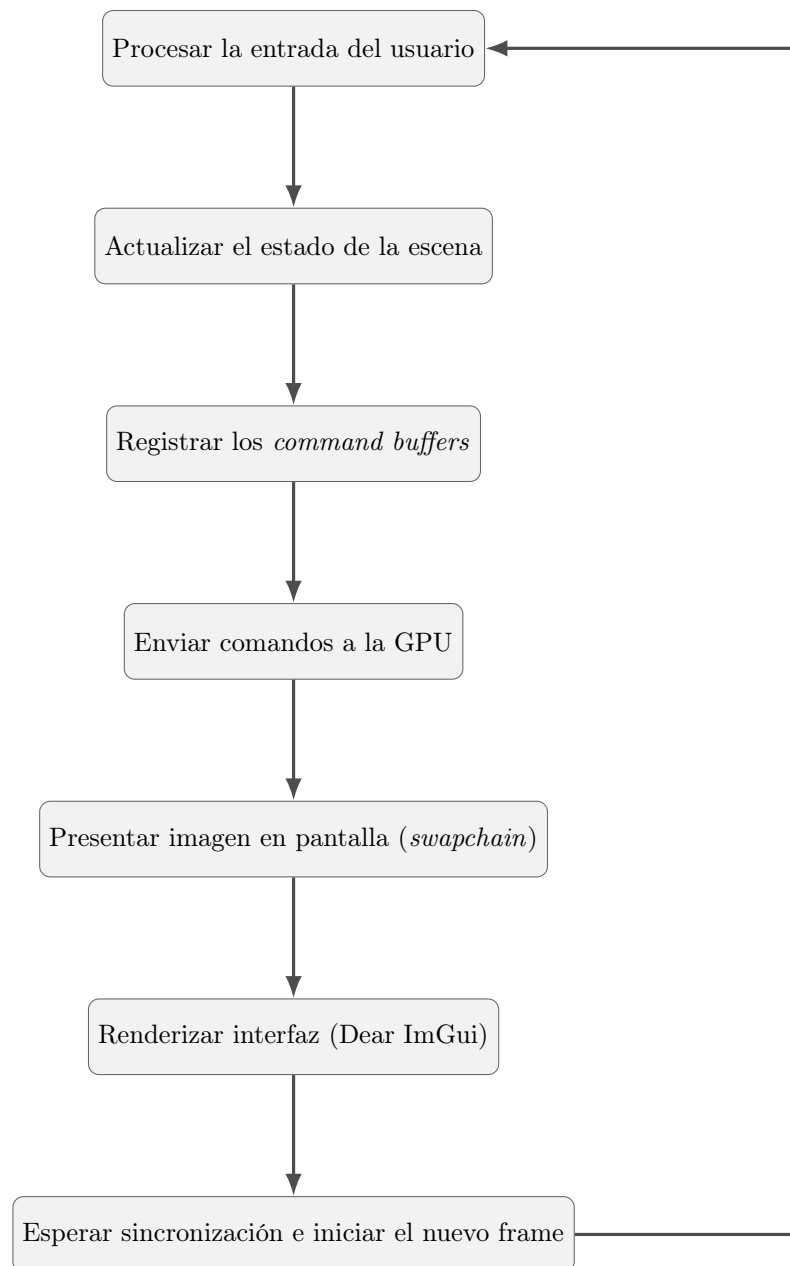 Procesar la entrada del usuario
Actualizar el estado de la escena
Registrar los command buffers
Enviar comandos a la GPU
Presentar imagen en pantalla (swapchain)
Renderizar interfaz (Dear ImGui)
Esperar sincronización e iniciar el nuevo frame